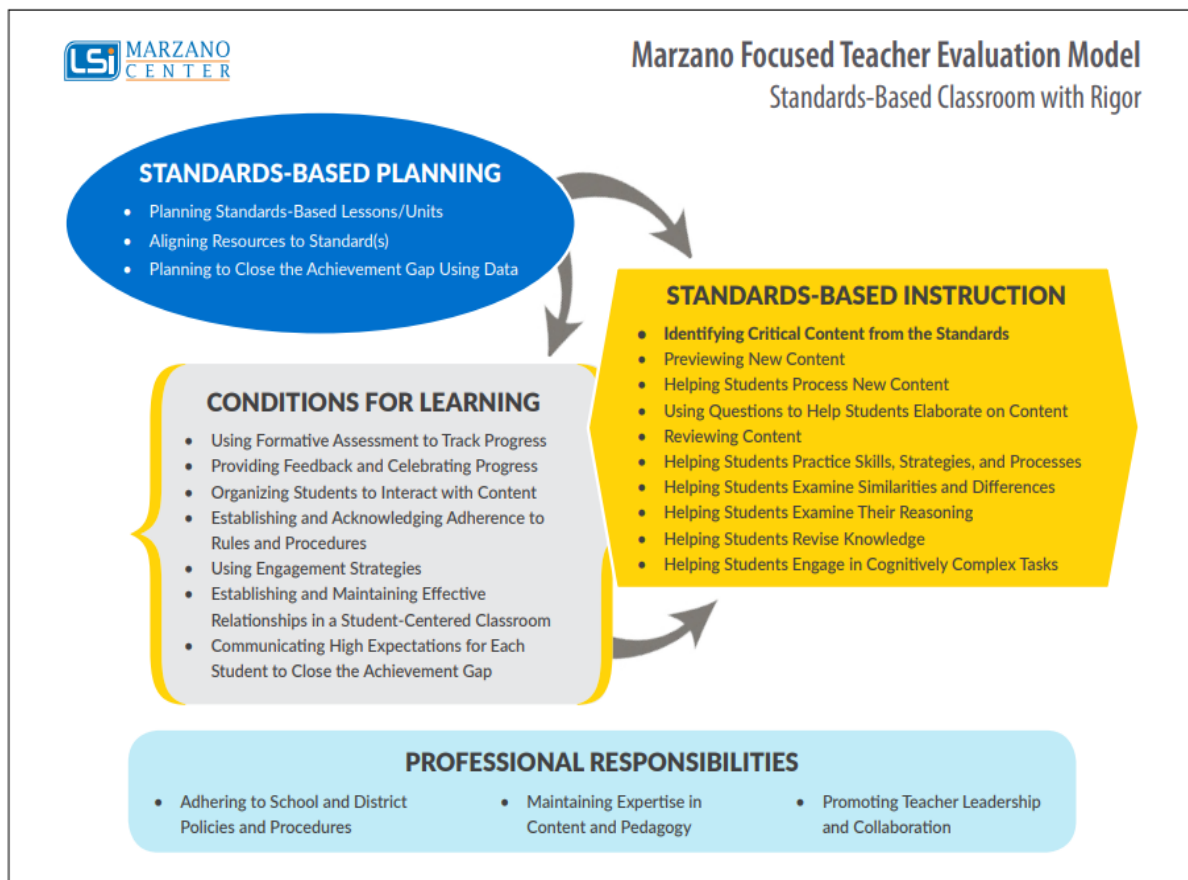 LSi MARZANO
CENTER
Marzano Focused Teacher Evaluation Model
Standards-Based Classroom with Rigor
STANDARDS-BASED PLANNING
• Planning Standards-Based Lessons/Units
• Aligning Resources to Standard(s)
• Planning to Close the Achievement Gap Using Data
STANDARDS-BASED INSTRUCTION
• Identifying Critical Content from the Standards
• Previewing New Content
• Helping Students Process New Content
• Using Questions to Help Students Elaborate on Content
• Reviewing Content
• Helping Students Practice Skills, Strategies, and Processes
• Helping Students Examine Similarities and Differences
• Helping Students Examine Their Reasoning
• Helping Students Revise Knowledge
• Helping Students Engage in Cognitively Complex Tasks
CONDITIONS FOR LEARNING
• Using Formative Assessment to Track Progress
• Providing Feedback and Celebrating Progress
• Organizing Students to Interact with Content
• Establishing and Acknowledging Adherence to
Rules and Procedures
• Using Engagement Strategies
• Establishing and Maintaining Effective
Relationships in a Student-Centered Classroom
• Communicating High Expectations for Each
Student to Close the Achievement Gap
PROFESSIONAL RESPONSIBILITIES
• Adhering to School and District
Policies and Procedures
• Maintaining Expertise in
Content and Pedagogy
• Promoting Teacher Leadership
and Collaboration